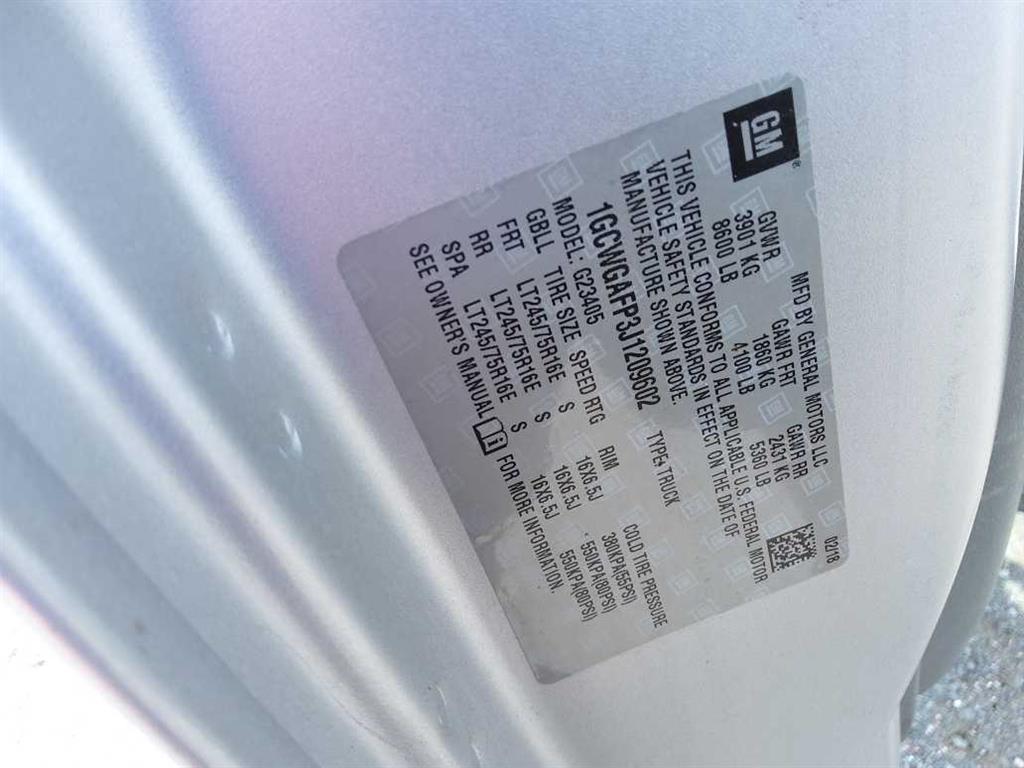 GM
®
MFD BY GENERAL MOTORS LLC 02/18
GVWR GAWR FRT GAWR RR
3901 KG 1860 KG 2431 KG
8600 LB 4100 LB 5360 LB
THIS VEHICLE CONFORMS TO ALL APPLICABLE U.S. FEDERAL MOTOR
VEHICLE SAFETY STANDARDS IN EFFECT ON THE DATE OF
MANUFACTURE SHOWN ABOVE.
1GCWGAFP3J1209602 TYPE: TRUCK
MODEL: G23405
GBLL TIRE SIZE SPEED RTG RIM COLD TIRE PRESSURE
FRT LT245/75R16E S 16X6.5J 380KPA(55PSI)
RR LT245/75R16E S 16X6.5J 550KPA(80PSI)
SPA LT245/75R16E S 16X6.5J 550KPA(80PSI)
SEE OWNER'S MANUAL FOR MORE INFORMATION.